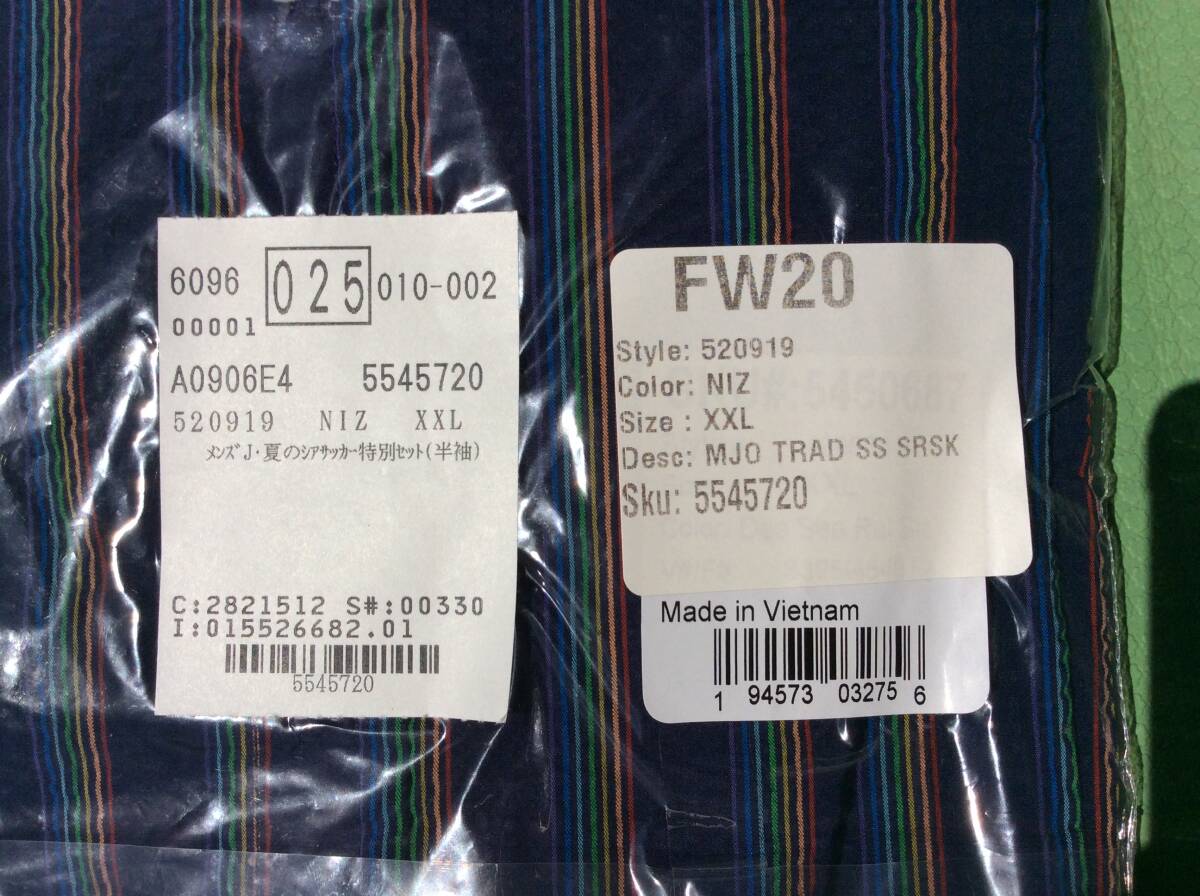 6096 025 010-002
00001
A0906E4 5545720
520919 NIZ XXL
メンズJ・夏のシアサッカー特別セット(半袖)
C:2821512 S#:00330
I:015526682.01
5545720
FW20
Style: 520919
Color: NIZ
Size : XXL
Desc: MJO TRAD SS SRSK
Sku: 5545720
Made in Vietnam
1 94573 03275 6